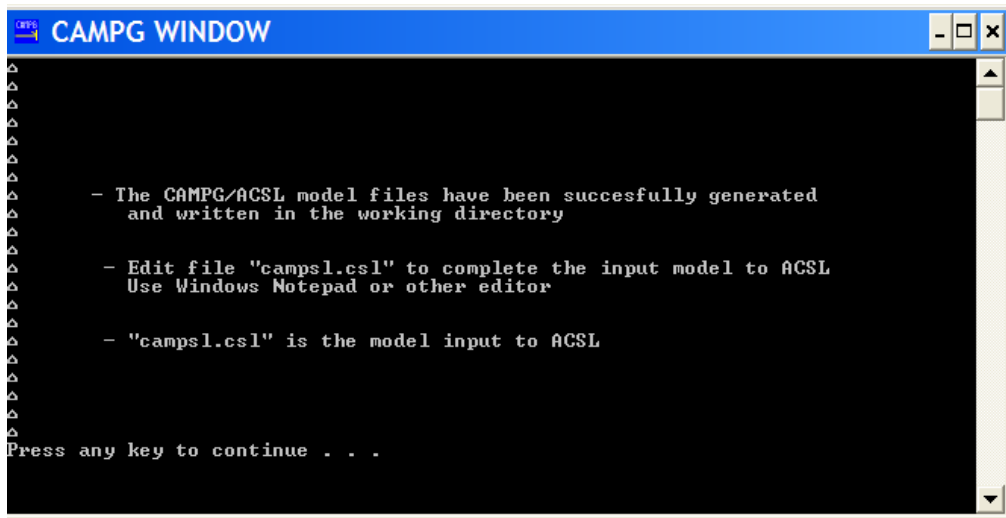 CAMPG WINDOW
- The CAMPG/ACSL model files have been succesfully generated
and written in the working directory
- Edit file "campsl.csl" to complete the input model to ACSL
Use Windows Notepad or other editor
- "campsl.csl" is the model input to ACSL
Press any key to continue . . .